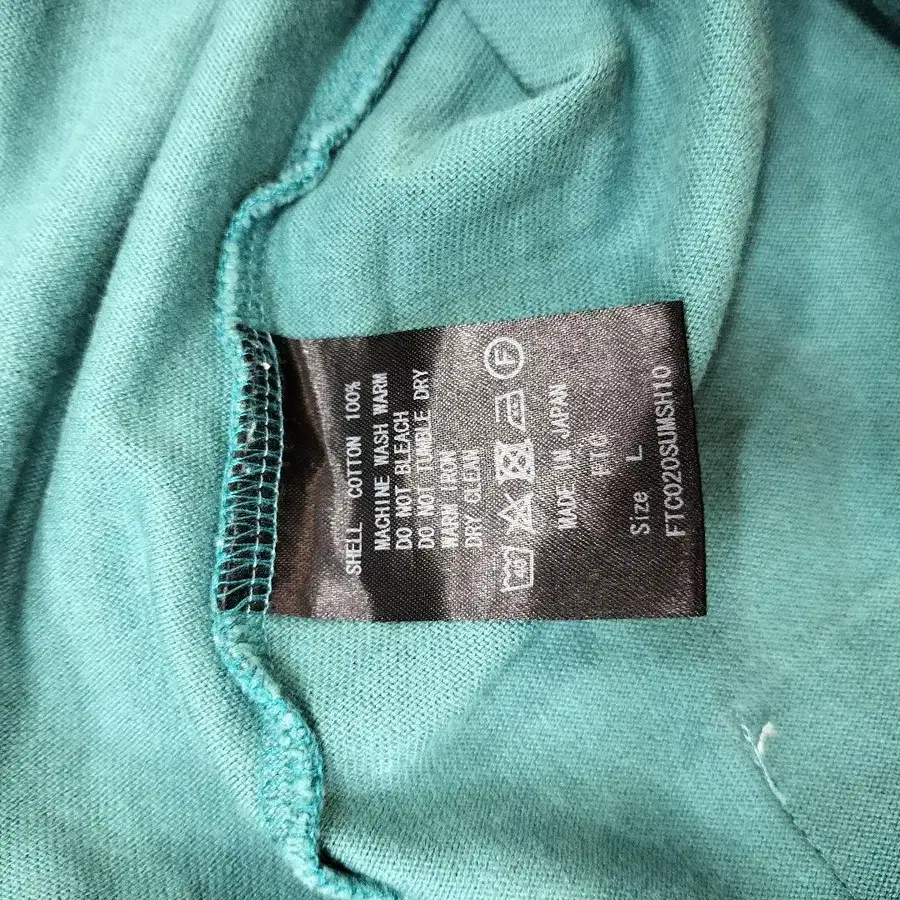 SHELL COTTON 100%
MACHINE WASH WARM
DO NOT BLEACH
DO NOT TUMBLE DRY
WARM IRON
DRY CLEAN
40 F
MADE IN JAPAN
FTC
Size L
FTC020SUMSH10